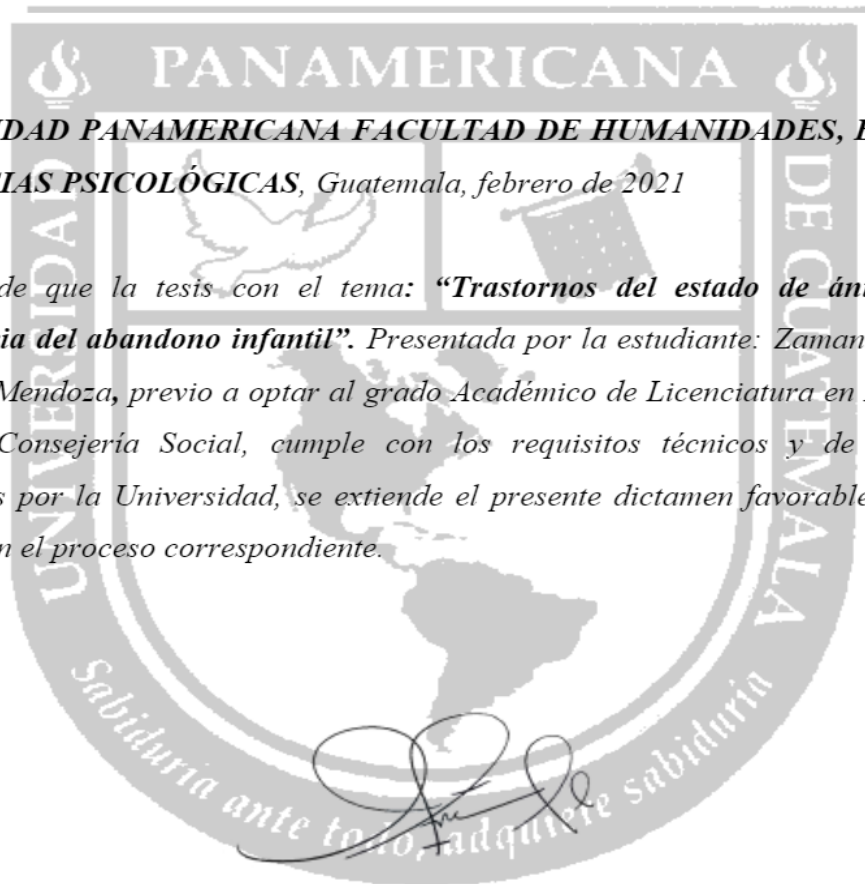 PANAMERICANA
UNIVERSIDAD
DE GUATEMALA
IDAD PANAMERICANA FACULTAD DE HUMANIDADES,
IAS PSICOLÓGICAS, Guatemala, febrero de 2021
de que la tesis con el tema: “Trastornos del estado de
ia del abandono infantil”. Presentada por la estudiante: Zaman
Mendoza, previo a optar al grado Académico de Licenciatura en
Consejería Social, cumple con los requisitos técnicos y de
s por la Universidad, se extiende el presente dictamen favorable
n el proceso correspondiente.
Sabiduría ante todo, adquiere sabiduría